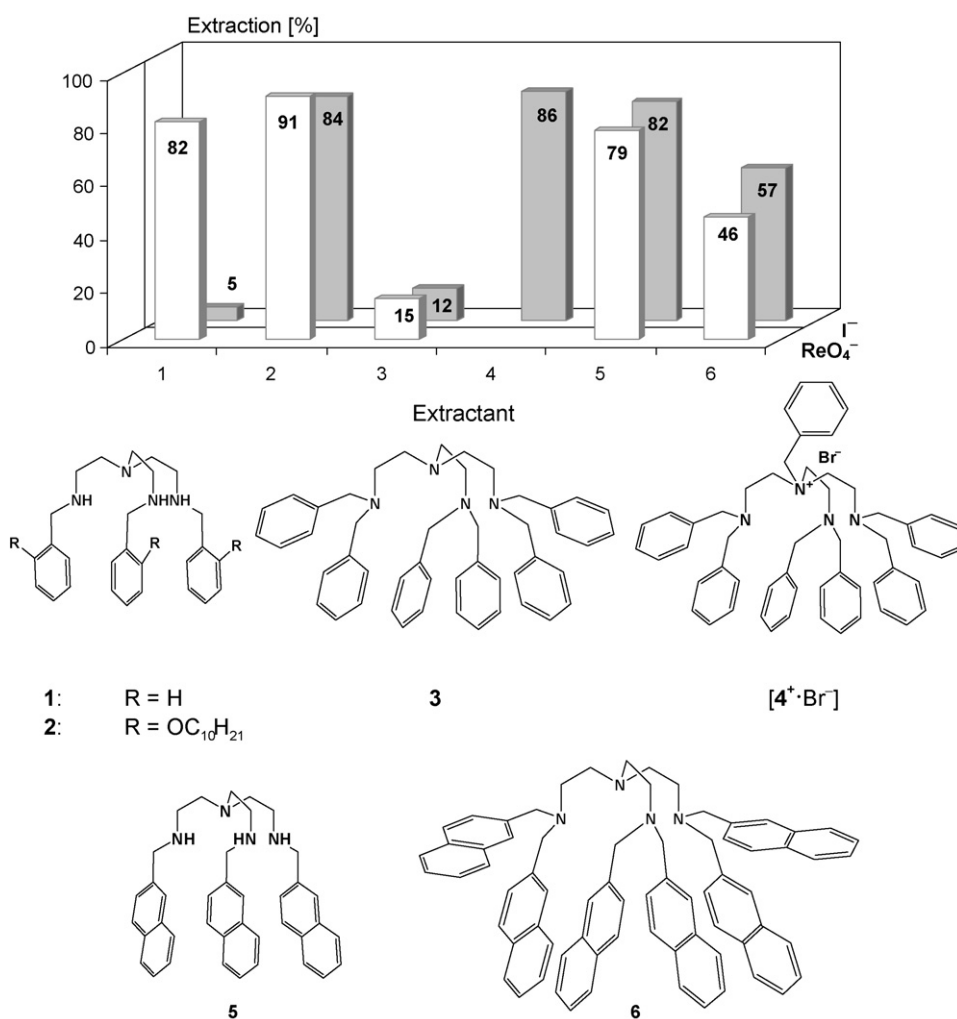 Extraction [%]
100
80
60
40
20
0
82
5
91
84
15
12
86
79
82
46
57
1
2
3
4
5
6
I⁻
ReO₄⁻
Extractant
N
NH
NH
NH
R
R
R
N
N
N
N
Br⁻
N⁺
N
N
N
1: R = H
2: R = OC₁₀H₂₁
3
[4⁺·Br⁻]
N
NH
HN
NH
5
N
N
N
N
6